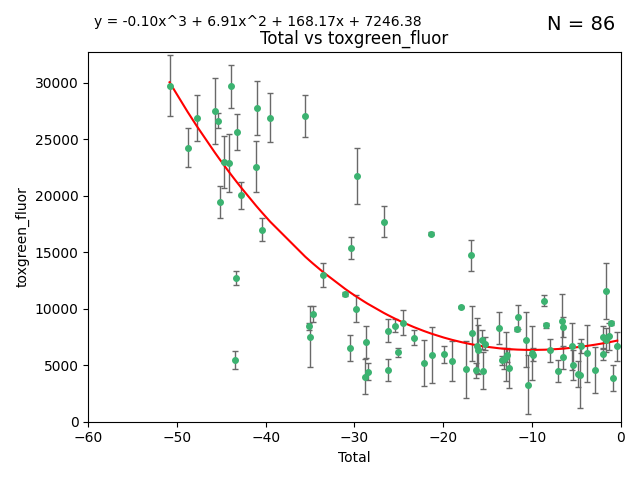 y = -0.10x^3 + 6.91x^2 + 168.17x + 7246.38
N = 86
Total vs toxgreen_fluor
toxgreen_fluor
30000
25000
20000
15000
10000
5000
0
−60
−50
−40
−30
−20
−10
0
Total